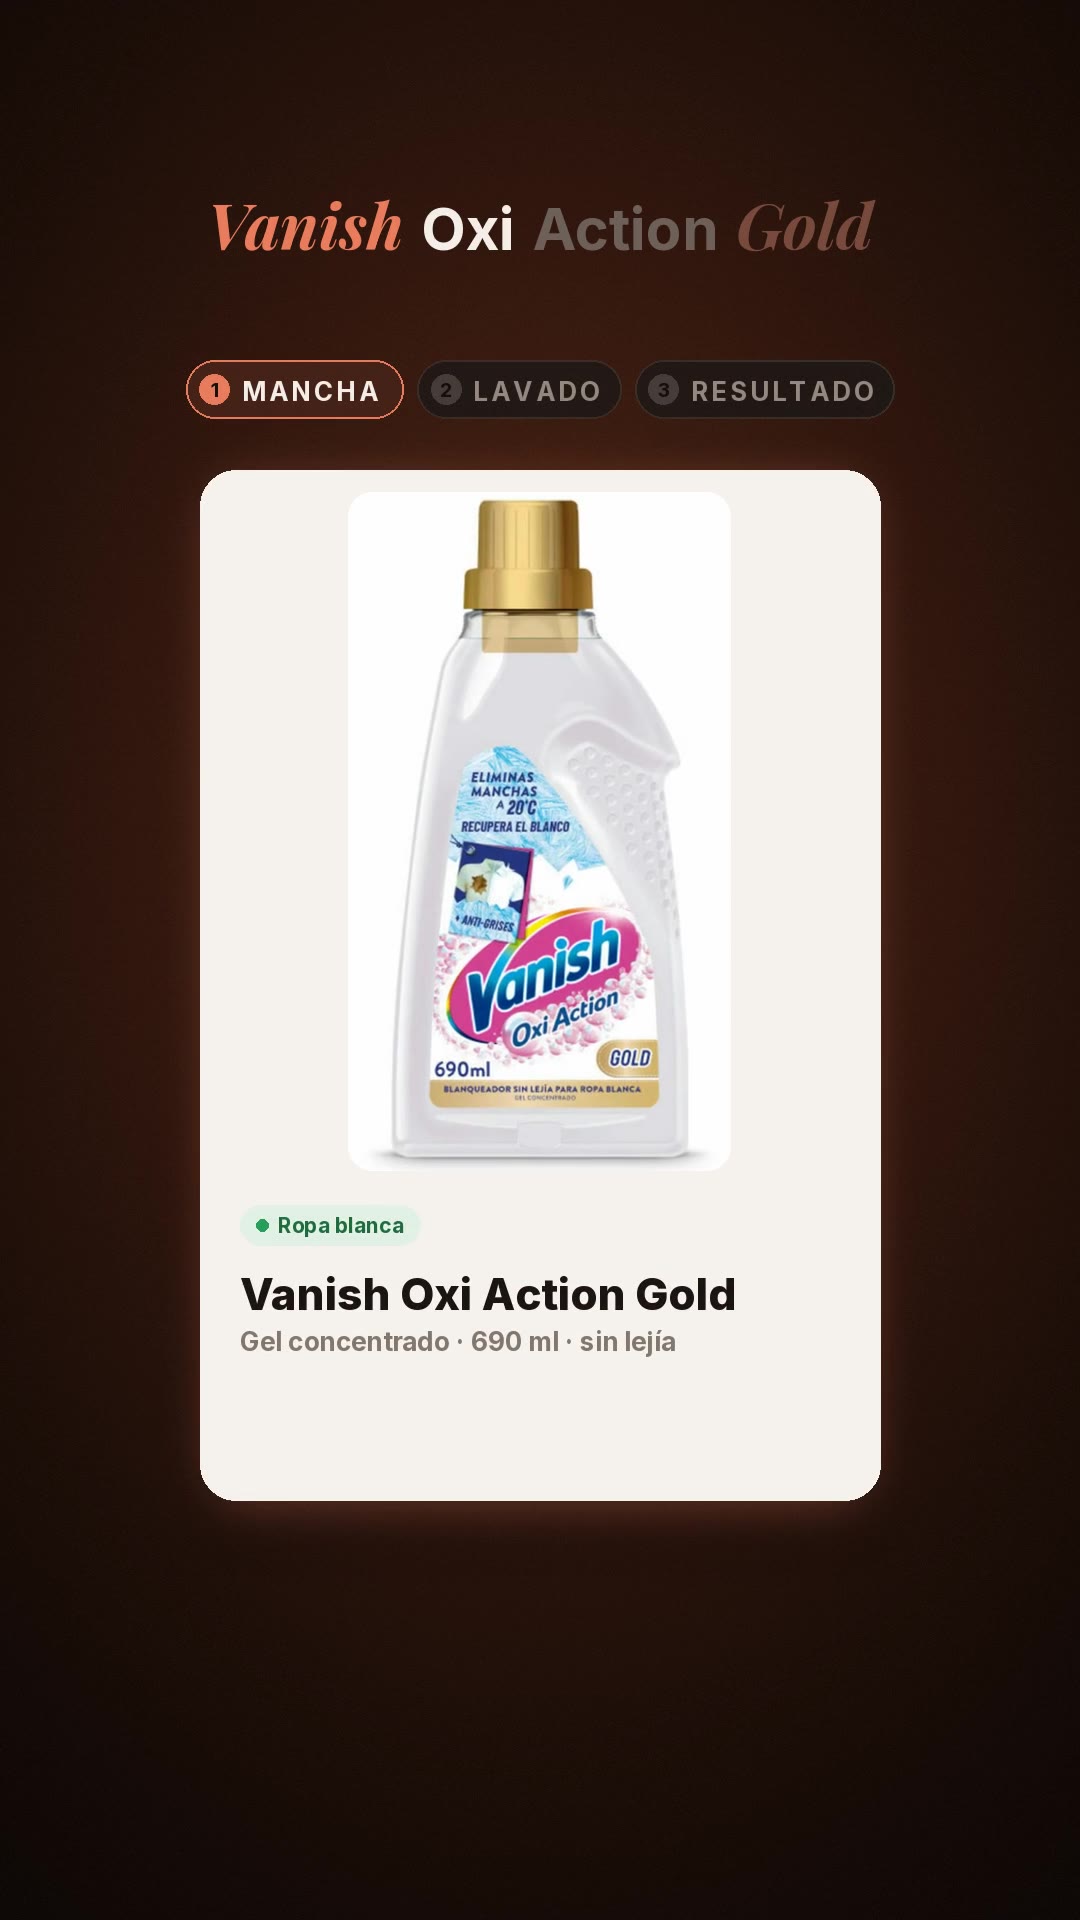 Vanish Oxi Action Gold
1 MANCHA
2 LAVADO
3 RESULTADO
ELIMINAS
MANCHAS
A 20°C
RECUPERA EL BLANCO
+ ANTI-GRISES
Vanish
Oxi Action
GOLD
690ml
BLANQUEADOR SIN LEJÍA PARA ROPA BLANCA
GEL CONCENTRADO
Ropa blanca
Vanish Oxi Action Gold
Gel concentrado · 690 ml · sin lejía